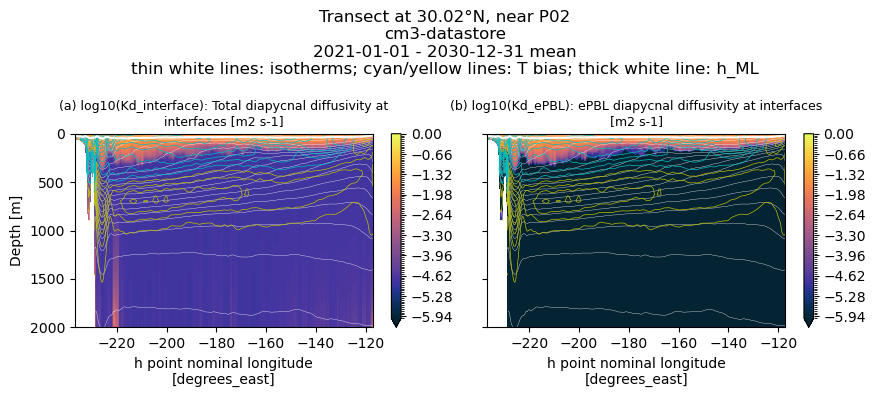 Transect at 30.02°N, near P02
cm3-datastore
2021-01-01 - 2030-12-31 mean
thin white lines: isotherms; cyan/yellow lines: T bias; thick white line: h_ML
(a) log10(Kd_interface): Total diapycnal diffusivity at
interfaces [m2 s-1]
(b) log10(Kd_ePBL): ePBL diapycnal diffusivity at interfaces
[m2 s-1]
Depth [m]
0
500
1000
1500
2000
−220
−200
−180
−160
−140
−120
h point nominal longitude
[degrees_east]
0.00
−0.66
−1.32
−1.98
−2.64
−3.30
−3.96
−4.62
−5.28
−5.94
−220
−200
−180
−160
−140
−120
h point nominal longitude
[degrees_east]
0.00
−0.66
−1.32
−1.98
−2.64
−3.30
−3.96
−4.62
−5.28
−5.94